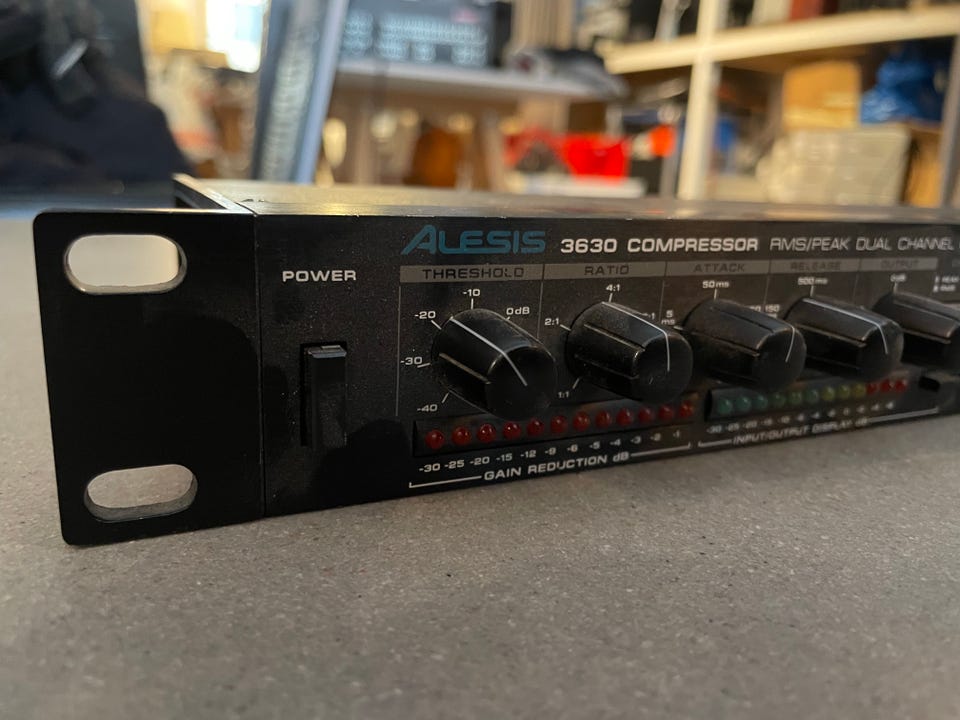 ALESIS 3630 COMPRESSOR RMS/PEAK DUAL CHANNEL
POWER
THRESHOLD RATIO ATTACK RELEASE OUTPUT
-10 4:1 50ms 500ms 0dB
-20 0dB 2:1 5 ms
-30
-40 1:1
-30 -25 -20 -15 -12 -9 -6 -5 -4 -3 -2 -1
GAIN REDUCTION dB
INPUT/OUTPUT DISPLAY dB